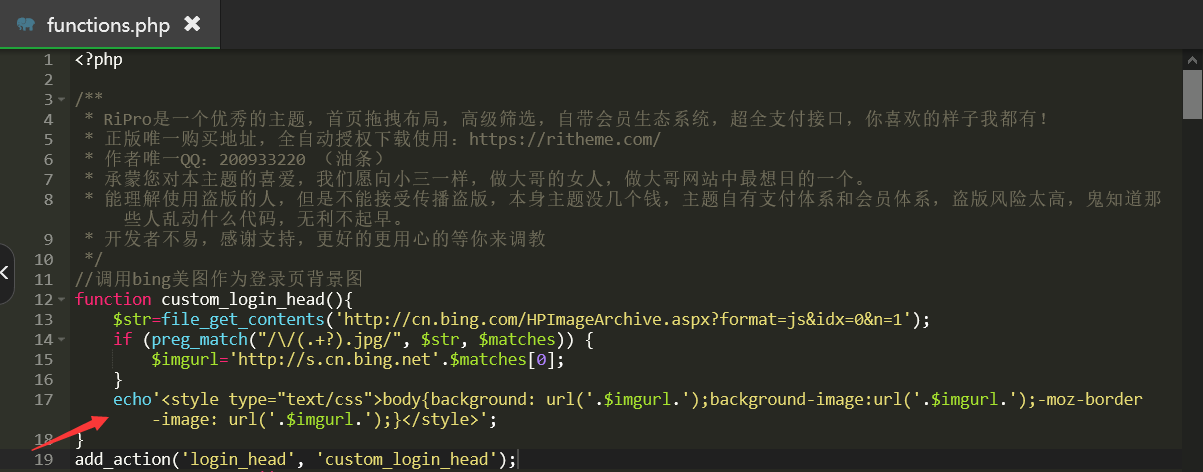 functions.php ✖
1 <?php
2
3 /**
4  * RiPro是一个优秀的主题，首页拖拽布局，高级筛选，自带会员生态系统，超全支付接口，你喜欢的样子我都有！
5  * 正版唯一购买地址，全自动授权下载使用：https://ritheme.com/
6  * 作者唯一QQ：200933220 （油条）
7  * 承蒙您对本主题的喜爱，我们愿向小三一样，做大哥的女人，做大哥网站中最想日的一个。
8  * 能理解使用盗版的人，但是不能接受传播盗版，本身主题没几个钱，主题自有支付体系和会员体系，盗版风险太高，鬼知道那
些人乱动什么代码，无利不起早。
9  * 开发者不易，感谢支持，更好的更用心的等你来调教
10  */
11 //调用bing美图作为登录页背景图
12 function custom_login_head(){
13     $str=file_get_contents('http://cn.bing.com/HPImageArchive.aspx?format=js&idx=0&n=1');
14     if (preg_match("/\/(.+?).jpg/", $str, $matches)) {
15         $imgurl='http://s.cn.bing.net'.$matches[0];
16     }
17     echo'<style type="text/css">body{background: url('.$imgurl.');background-image:url('.$imgurl.');-moz-border
-image: url('.$imgurl.');}</style>';
18 }
19 add_action('login_head', 'custom_login_head');